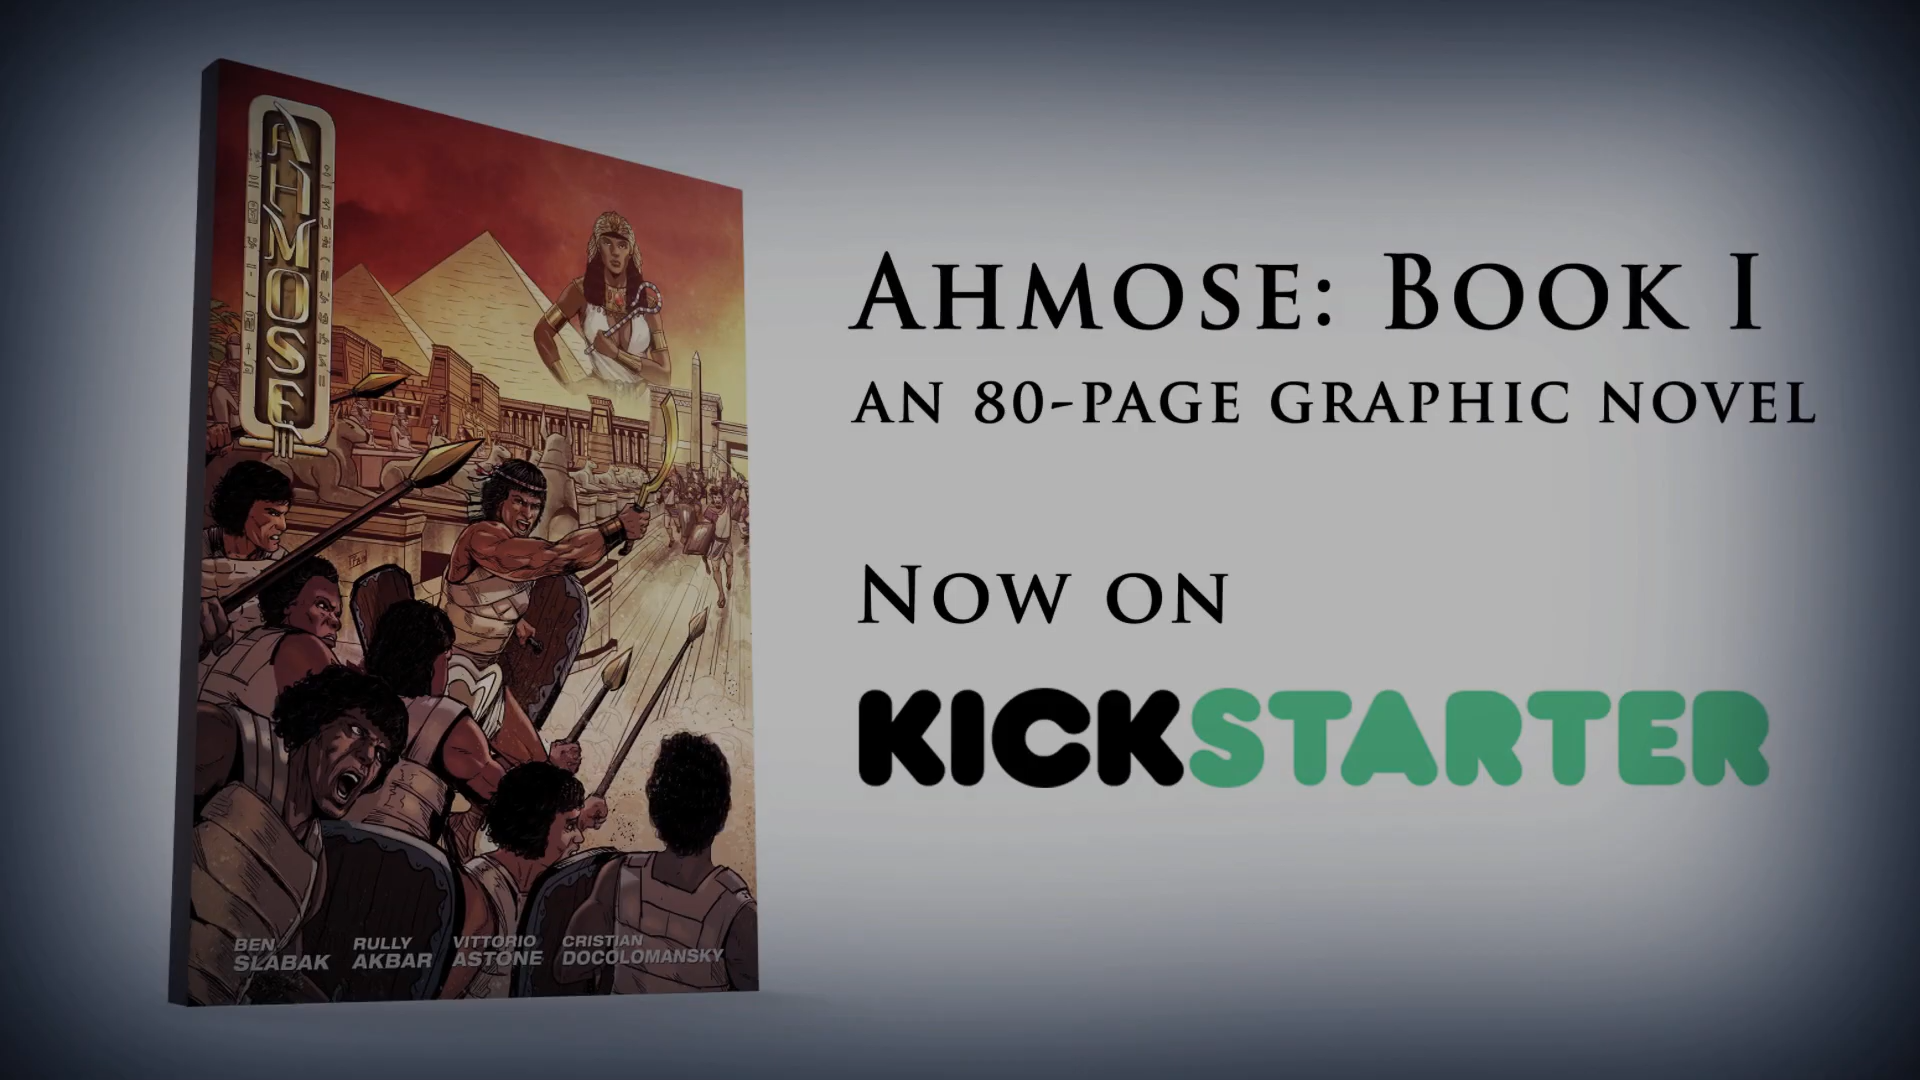 AHMOSE
BEN SLABAK
RULLY AKBAR
VITTORIO ASTONE
CRISTIAN DOCOLOMANSKY
AHMOSE: BOOK I
AN 80-PAGE GRAPHIC NOVEL
NOW ON
KICKSTARTER